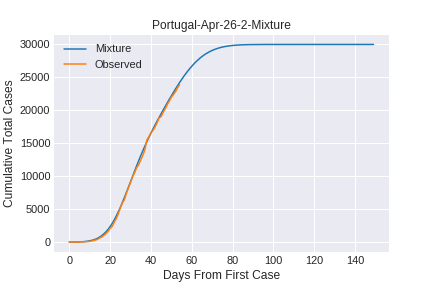 Portugal-Apr-26-2-Mixture
Mixture
Observed
Cumulative Total Cases
30000
25000
20000
15000
10000
5000
0
0 20 40 60 80 100 120 140
Days From First Case